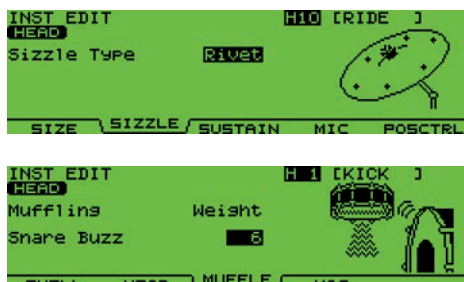 INST EDIT H10 [RIDE ]
HEAD
Sizzle Type Rivet
SIZE SIZZLE SUSTAIN MIC POSCTRL
INST EDIT H 1 [KICK ]
HEAD
Muffling Weight
Snare Buzz 6
MUFFLE